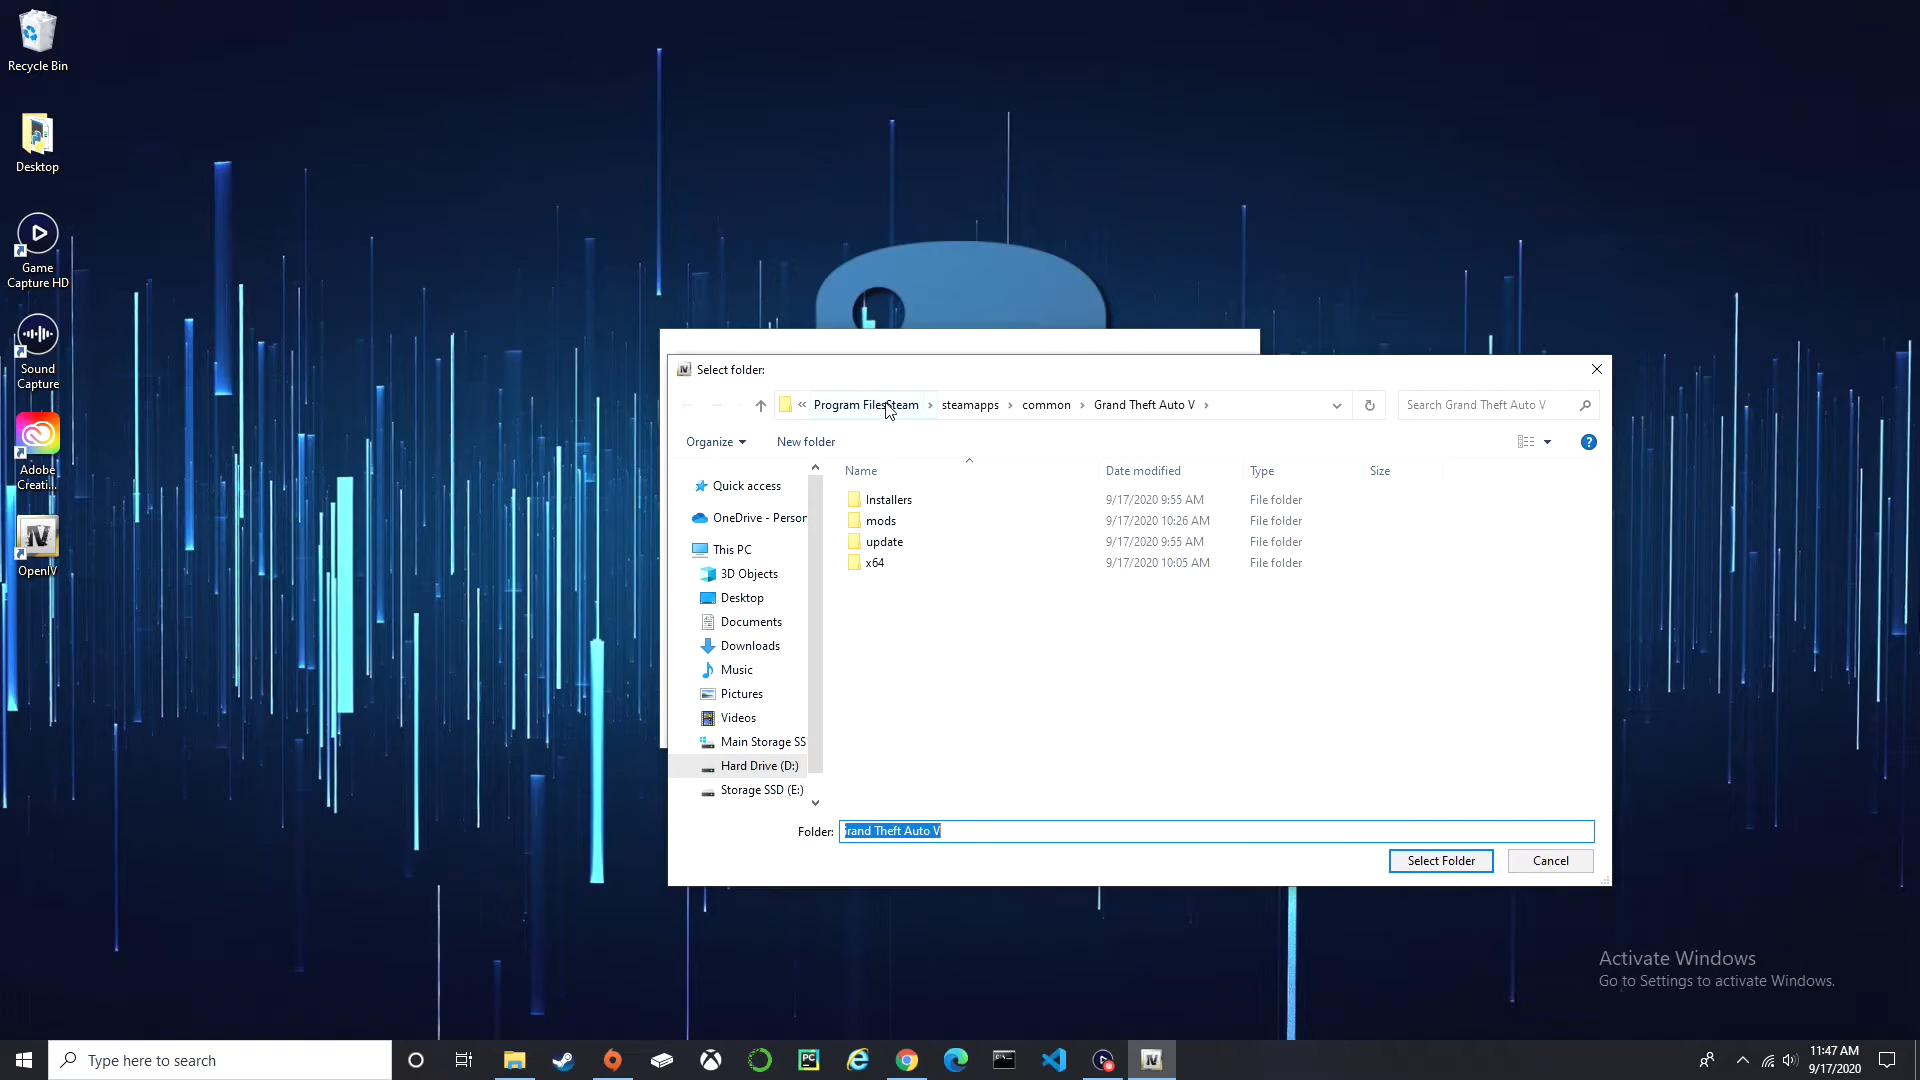 Recycle Bin
Desktop
Game
Capture HD
Sound
Capture
Adobe
Creati...
OpenIV
Select folder:
« Program FilesSteam › steamapps › common › Grand Theft Auto V ›
Search Grand Theft Auto V
Organize
New folder
Name
Date modified
Type
Size
Quick access
OneDrive - Person
This PC
3D Objects
Desktop
Documents
Downloads
Music
Pictures
Videos
Main Storage SS
Hard Drive (D:)
Storage SSD (E:)
Installers 9/17/2020 9:55 AM File folder
mods 9/17/2020 10:26 AM File folder
update 9/17/2020 9:55 AM File folder
x64 9/17/2020 10:05 AM File folder
Folder: Grand Theft Auto V
Select Folder
Cancel
Activate Windows
Go to Settings to activate Windows.
Type here to search
11:47 AM
9/17/2020